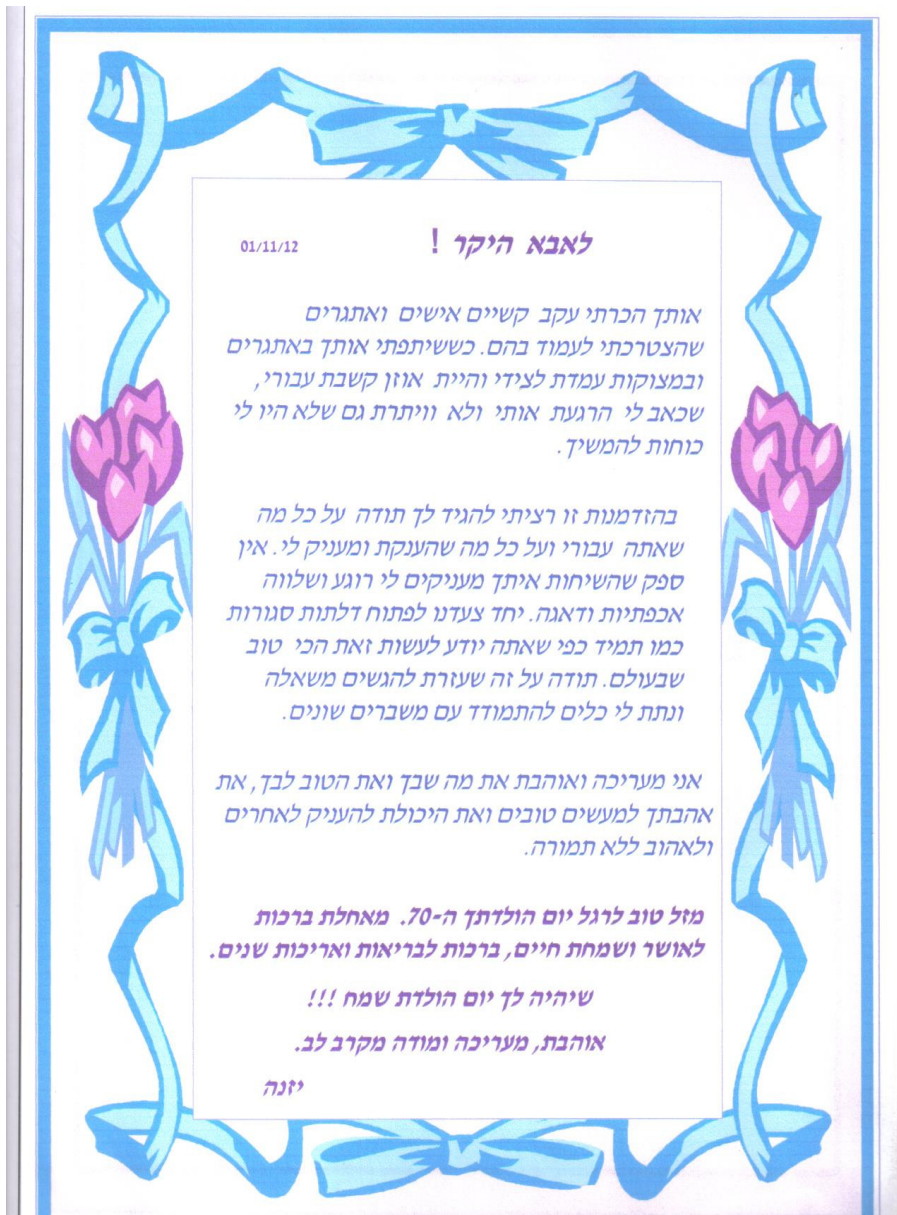 לאבא היקר !
01/11/12
אותך הכרתי עקב קשיים אישים ואתגרים
שהצטרכתי לעמוד בהם. כששיתפתי אותך באתגרים
ובמצוקות עמדת לצידי והיית אוזן קשבת עבורי,
שכאב לי הרגעת אותי ולא וויתרת גם שלא היו לי
כוחות להמשיך.
בהזדמנות זו רציתי להגיד לך תודה על כל מה
שאתה עבורי ועל כל מה שהענקת ומעניק לי. אין
ספק שהשיחות איתך מעניקים לי רוגע ושלווה
אכפתיות ודאגה. יחד צעדנו לפתוח דלתות סגורות
כמו תמיד כפי שאתה יודע לעשות זאת הכי טוב
שבעולם. תודה על זה שעזרת להגשים משאלה
ונתת לי כלים להתמודד עם משברים שונים.
אני מעריכה ואוהבת את מה שבך ואת הטוב לבך, את
אהבתך למעשים טובים ואת היכולת להעניק לאחרים
ולאהוב ללא תמורה.
מזל טוב לרגל יום הולדתך ה-70. מאחלת ברכות
לאושר ושמחת חיים, ברכות לבריאות ואריכות שנים.
שיהיה לך יום הולדת שמח !!!
אוהבת, מעריכה ומודה מקרב לב.
יזנה